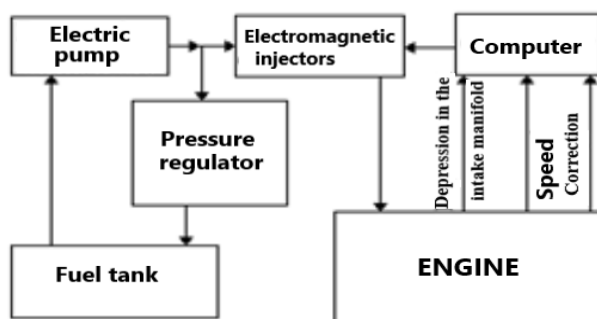 Electric
pump
Electromagnetic
injectors
Computer
Pressure
regulator
Depression in the
intake manifold
Speed
Correction
Fuel tank
ENGINE